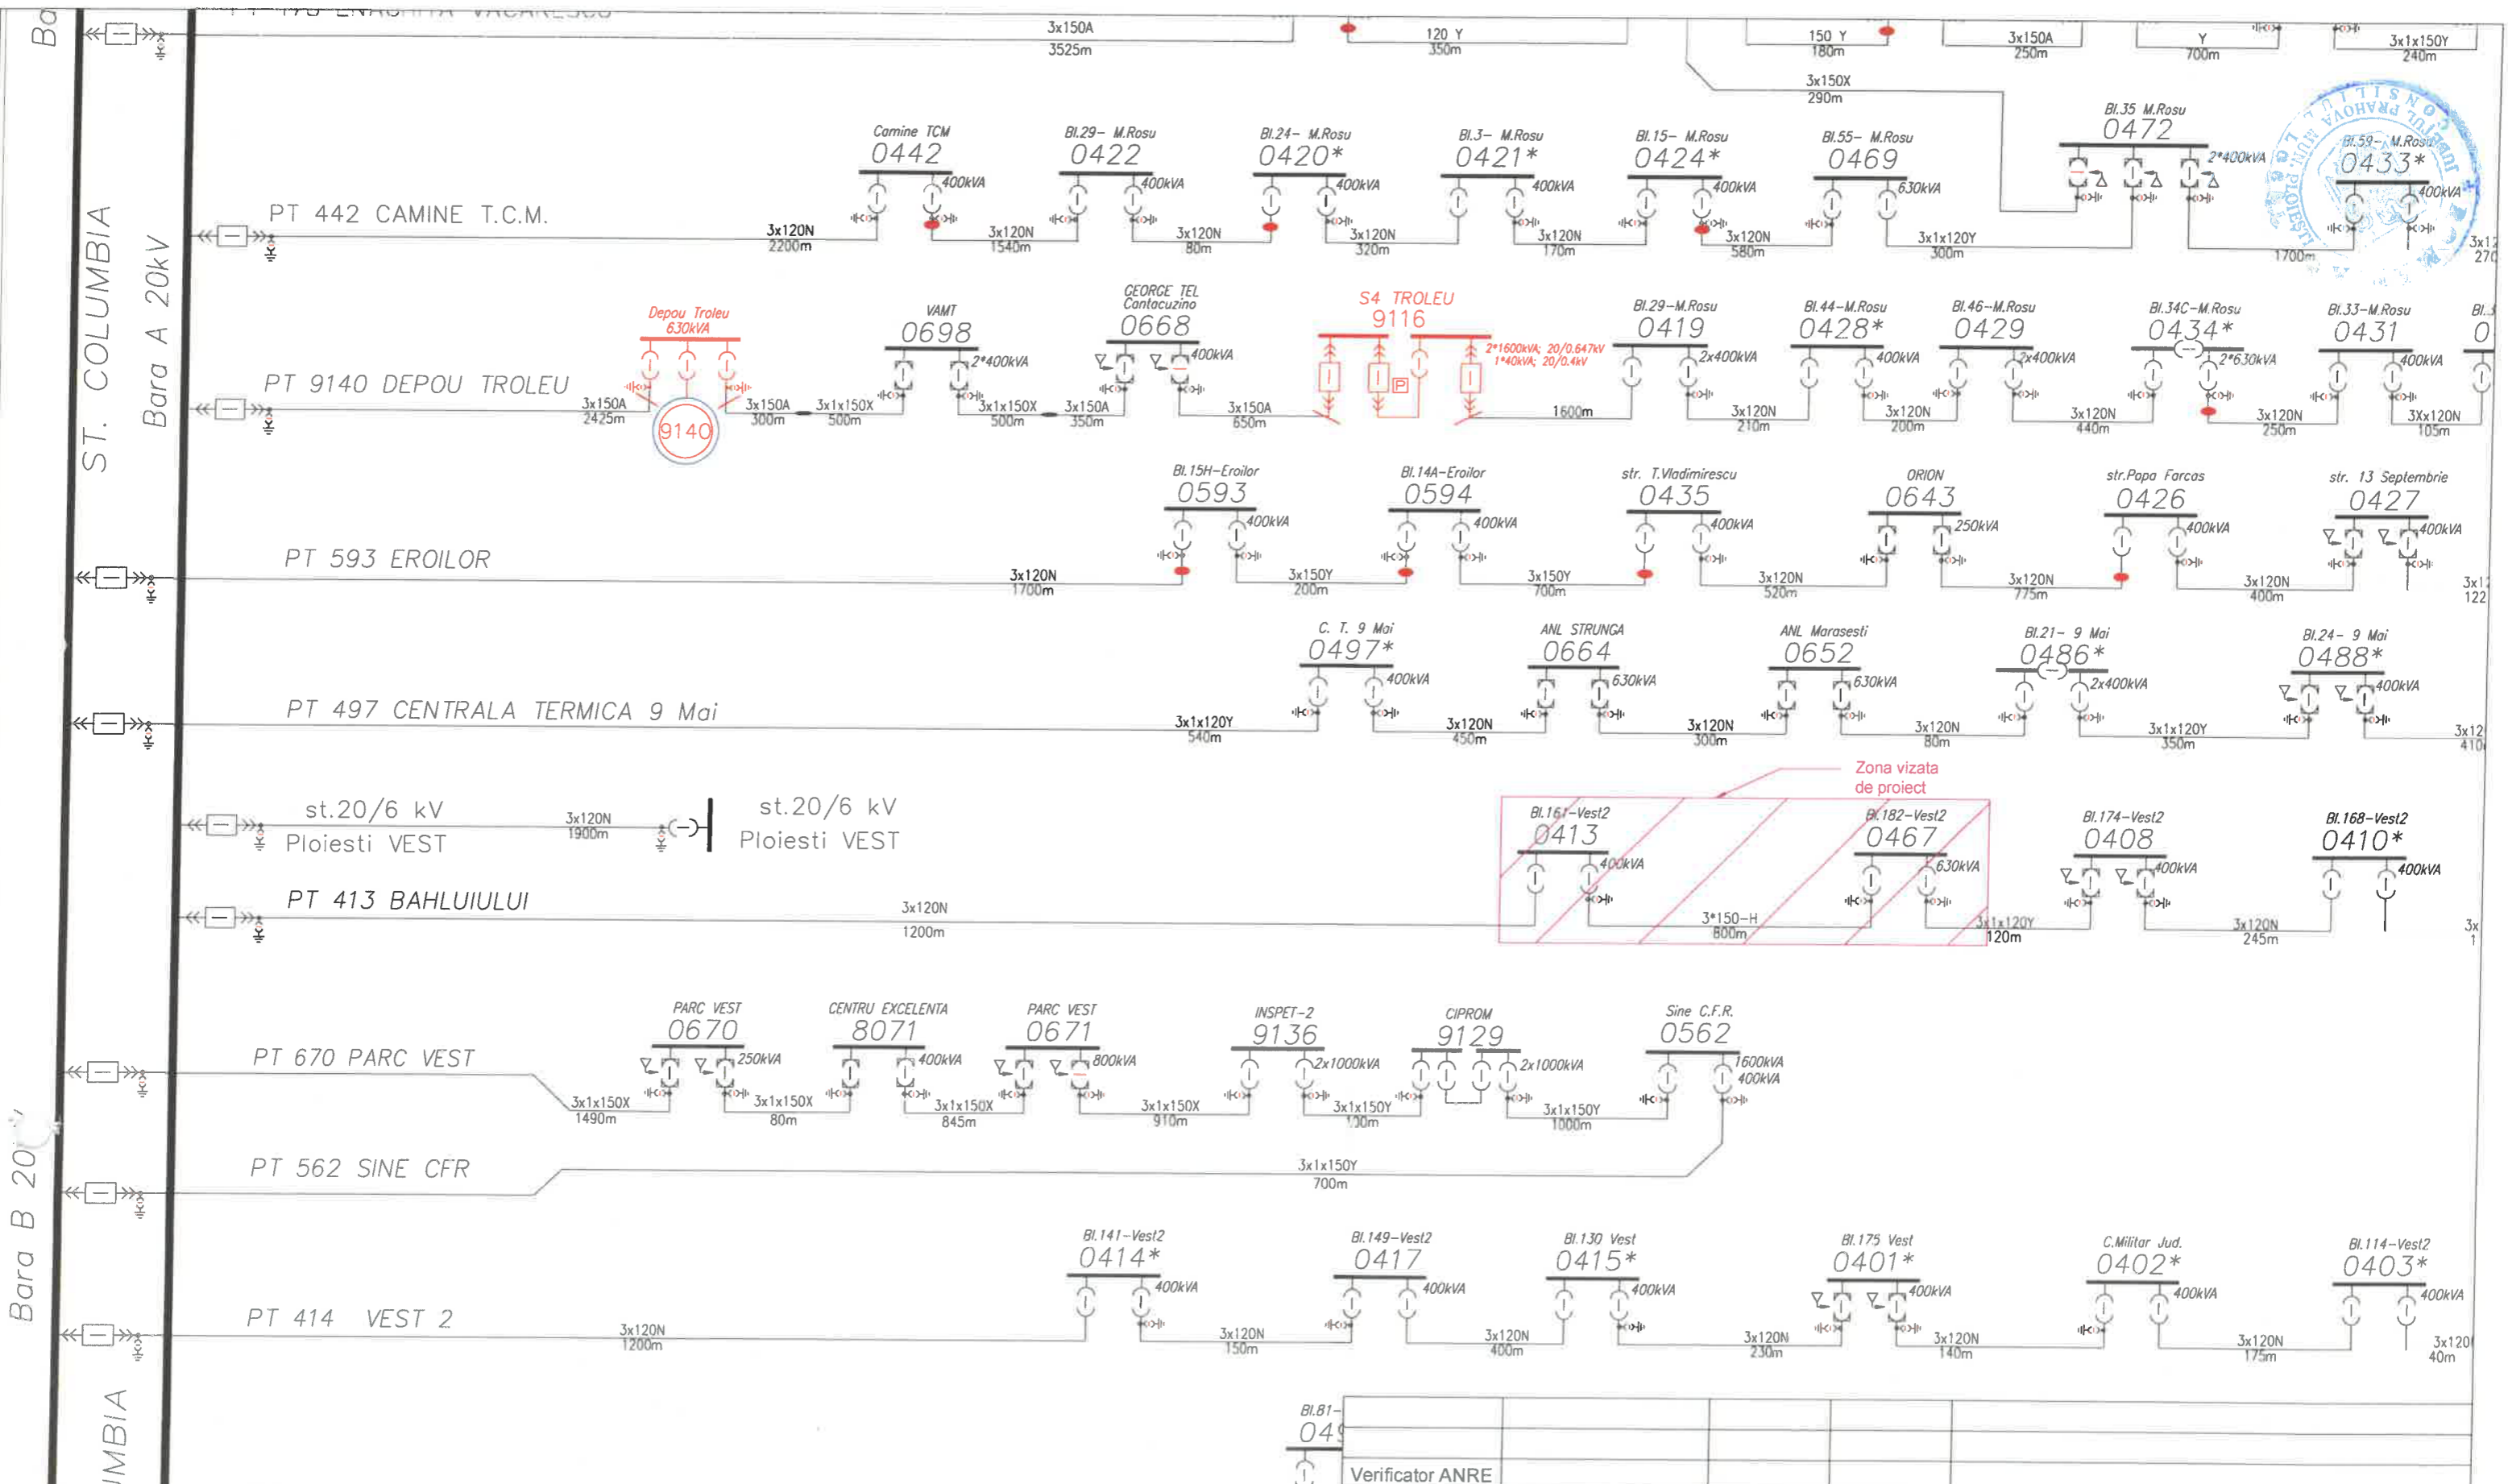 3x150A
3525m
120 Y
350m
150 Y
180m
3x150A
250m
Y
700m
3x1x150Y
240m
3x150X
290m
ST. COLUMBIA
Bara A 20kV
PT 442 CAMINE T.C.M.
3x120N
2200m
Camine TCM
0442
400kVA
3x120N
1540m
Bl.29- M.Rosu
0422
400kVA
3x120N
80m
Bl.24- M.Rosu
0420*
400kVA
3x120N
320m
Bl.3- M.Rosu
0421*
400kVA
3x120N
170m
Bl.15- M.Rosu
0424*
400kVA
3x120N
580m
Bl.55- M.Rosu
0469
630kVA
3x1x120Y
300m
Bl.35 M.Rosu
0472
2*400kVA
1700m
Bl.59- M.Rosu
0433*
400kVA
PT 9140 DEPOU TROLEU
3x150A
2425m
Depou Troleu
630kVA
9140
3x150A
300m
3x1x150X
500m
VAMT
0698
2*400kVA
3x1x150X
500m
3x150A
350m
GEORGE TEL
Cantacuzino
0668
400kVA
3x150A
650m
S4 TROLEU
9116
2*1600kVA; 20/0.647kV
1*40kVA; 20/0.4kV
P
1600m
Bl.29-M.Rosu
0419
2x400kVA
3x120N
210m
Bl.44-M.Rosu
0428*
400kVA
3x120N
200m
Bl.46-M.Rosu
0429
2x400kVA
3x120N
440m
Bl.34C-M.Rosu
0434*
2*630kVA
3x120N
250m
Bl.33-M.Rosu
0431
400kVA
3X120N
105m
PT 593 EROILOR
3x120N
1700m
Bl.15H-Eroilor
0593
400kVA
3x150Y
200m
Bl.14A-Eroilor
0594
400kVA
3x150Y
700m
str. T.Vladimirescu
0435
400kVA
3x120N
520m
ORION
0643
250kVA
3x120N
775m
str.Popa Farcas
0426
400kVA
3x120N
400m
str. 13 Septembrie
0427
400kVA
PT 497 CENTRALA TERMICA 9 Mai
3x1x120Y
540m
C. T. 9 Mai
0497*
400kVA
3x120N
450m
ANL STRUNGA
0664
630kVA
3x120N
300m
ANL Marasesti
0652
630kVA
3x120N
80m
Bl.21- 9 Mai
0486*
2x400kVA
3x1x120Y
350m
Bl.24- 9 Mai
0488*
400kVA
st.20/6 kV
Ploiesti VEST
3x120N
1900m
st.20/6 kV
Ploiesti VEST
Zona vizata
de proiect
PT 413 BAHLUIULUI
3x120N
1200m
Bl.161-Vest2
0413
400kVA
3*150-H
800m
Bl.182-Vest2
0467
630kVA
3x1x120Y
120m
Bl.174-Vest2
0408
400kVA
3x120N
245m
Bl.168-Vest2
0410*
400kVA
PT 670 PARC VEST
3x1x150X
1490m
PARC VEST
0670
250kVA
3x1x150X
80m
CENTRU EXCELENTA
8071
400kVA
3x1x150X
845m
PARC VEST
0671
800kVA
3x1x150X
910m
INSPET-2
9136
2x1000kVA
3x1x150Y
100m
CIPROM
9129
2x1000kVA
3x1x150Y
1000m
Sine C.F.R.
0562
1600kVA
400kVA
PT 562 SINE CFR
3x1x150Y
700m
Bara B 20
PT 414 VEST 2
3x120N
1200m
Bl.141-Vest2
0414*
400kVA
3x120N
150m
Bl.149-Vest2
0417
400kVA
3x120N
400m
Bl.130 Vest
0415*
400kVA
3x120N
230m
Bl.175 Vest
0401*
400kVA
3x120N
140m
C.Militar Jud.
0402*
400kVA
3x120N
175m
Bl.114-Vest2
0403*
400kVA
3x120
40m
Bl.81-
Verificator ANRE